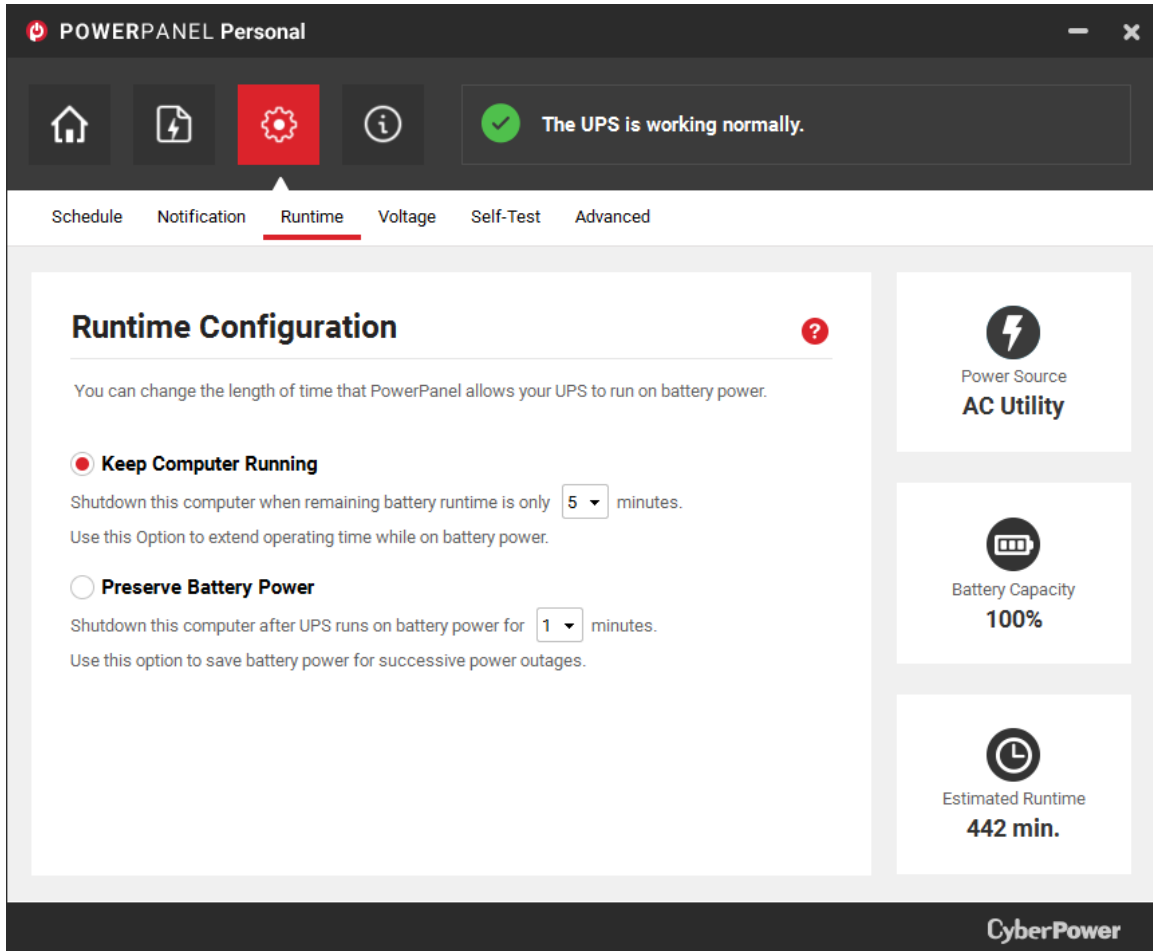 POWERPANEL Personal
The UPS is working normally.
Schedule Notification Runtime Voltage Self-Test Advanced
Runtime Configuration
?
You can change the length of time that PowerPanel allows your UPS to run on battery power.
Keep Computer Running
Shutdown this computer when remaining battery runtime is only 5 minutes.
Use this Option to extend operating time while on battery power.
Preserve Battery Power
Shutdown this computer after UPS runs on battery power for 1 minutes.
Use this option to save battery power for successive power outages.
Power Source
AC Utility
Battery Capacity
100%
Estimated Runtime
442 min.
CyberPower